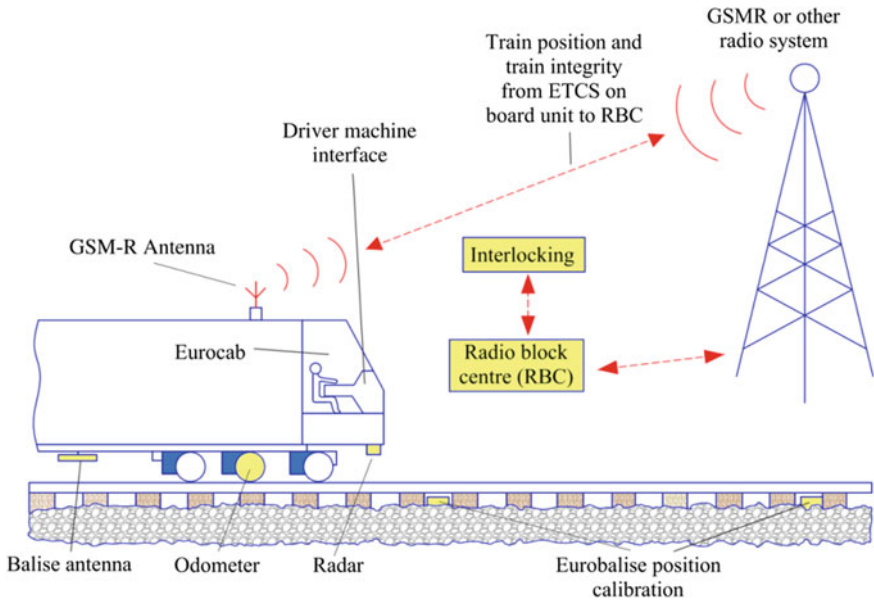 GSMR or other
radio system
Train position and
train integrity
from ETCS on
board unit to RBC
Driver machine
interface
GSM-R Antenna
Interlocking
Eurocab
Radio block
centre (RBC)
Balise antenna
Odometer
Radar
Eurobalise position
calibration